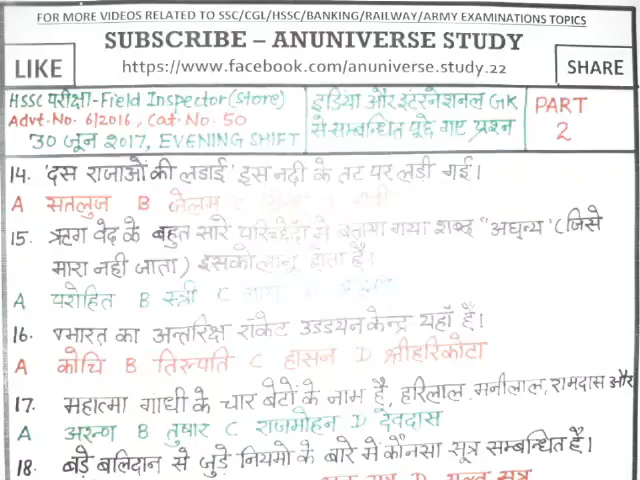 FOR MORE VIDEOS RELATED TO SSC/CGL/HSSC/BANKING/RAILWAY/ARMY EXAMINATIONS TOPICS
SUBSCRIBE – ANUNIVERSE STUDY
LIKE
https://www.facebook.com/anuniverse.study.22
SHARE
HSSC परीक्षा-Field Inspector (Store)
Advt. No. 6/2016, Cat. No. 50
30 जून 2017, EVENING SHIFT
इंडिया और इंटरनेशनल GK
से सम्बन्धित पूछे गए प्रश्न
PART
2
14. 'दस राजाओं की लडाई' इस नदी के तट पर लड़ी गई।
A सतलुज B जेलम
15. ऋग वेद के बहुत सारे परिच्छेदों में बताया गया शब्द "अघ्न्य" (जिसे
मारा नही जाता) इसको लागू होता है।
A परोहित B स्त्री C गाय
16. भारत का अन्तरिक्ष रॉकेट उडडयन केन्द्र यहाँ है।
A कोचि B तिरुपति C हासन D श्रीहरिकोटा
17. महात्मा गाधी के चार बेटों के नाम है, हरिलाल, मनीलाल, रामदास और
A अरुण B तुषार C राजमोहन D देवदास
18. बड़े बलिदान से जुड़े नियमो के बारे में कौनसा सूत्र सम्बन्धित है।